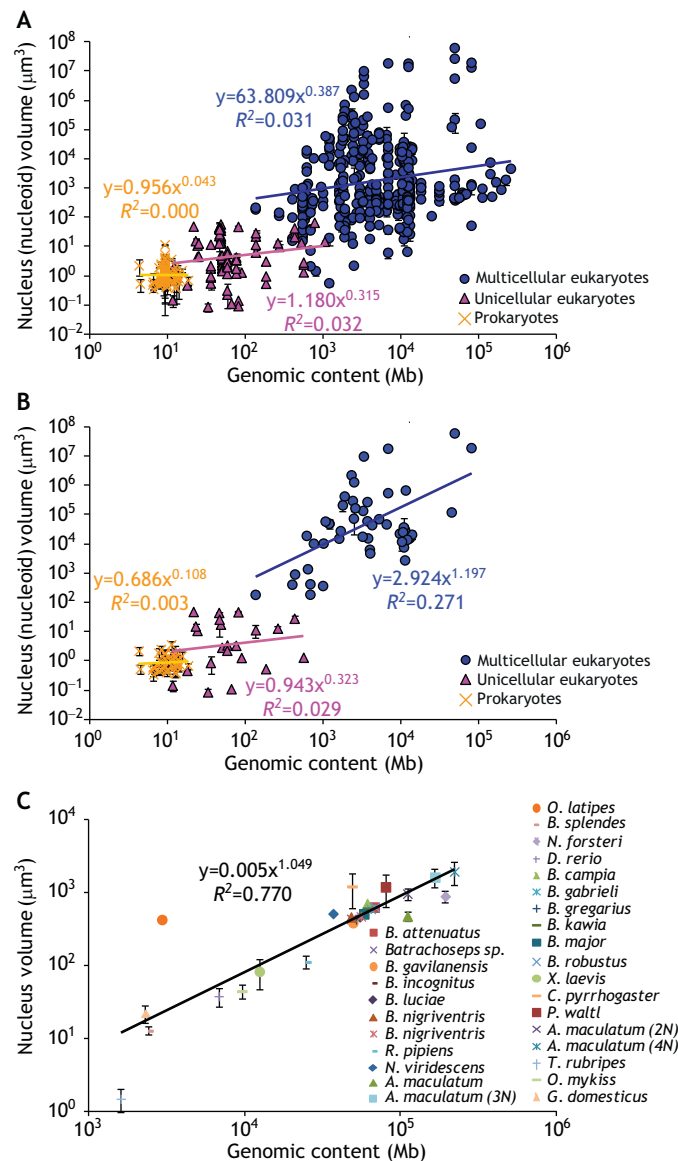 A
Nucleus (nucleoid) volume (μm³)
10⁸
10⁷
10⁶
10⁵
10⁴
10³
10²
10¹
10⁰
10⁻¹
10⁻²
y=63.809x^0.387
R²=0.031
y=0.956x^0.043
R²=0.000
y=1.180x^0.315
R²=0.032
Multicellular eukaryotes
Unicellular eukaryotes
Prokaryotes
10⁰ 10¹ 10² 10³ 10⁴ 10⁵ 10⁶
Genomic content (Mb)
B
Nucleus (nucleoid) volume (μm³)
10⁸
10⁷
10⁶
10⁵
10⁴
10³
10²
10¹
10⁰
10⁻¹
10⁻²
y=0.686x^0.108
R²=0.003
y=2.924x^1.197
R²=0.271
y=0.943x^0.323
R²=0.029
Multicellular eukaryotes
Unicellular eukaryotes
Prokaryotes
10⁰ 10¹ 10² 10³ 10⁴ 10⁵ 10⁶
Genomic content (Mb)
C
Nucleus volume (μm³)
10⁴
10³
10²
10¹
10⁰
y=0.005x^1.049
R²=0.770
B. attenuatus
Batrachoseps sp.
B. gavilanensis
B. incognitus
B. luciae
B. nigriventris
B. nigriventris
R. pipiens
N. viridescens
A. maculatum
A. maculatum (3N)
O. latipes
B. splendes
N. forsteri
D. rerio
B. campia
B. gabrieli
B. gregarius
B. kawia
B. major
B. robustus
X. laevis
C. pyrrhogaster
P. waltl
A. maculatum (2N)
A. maculatum (4N)
T. rubripes
O. mykiss
G. domesticus
10³ 10⁴ 10⁵ 10⁶
Genomic content (Mb)